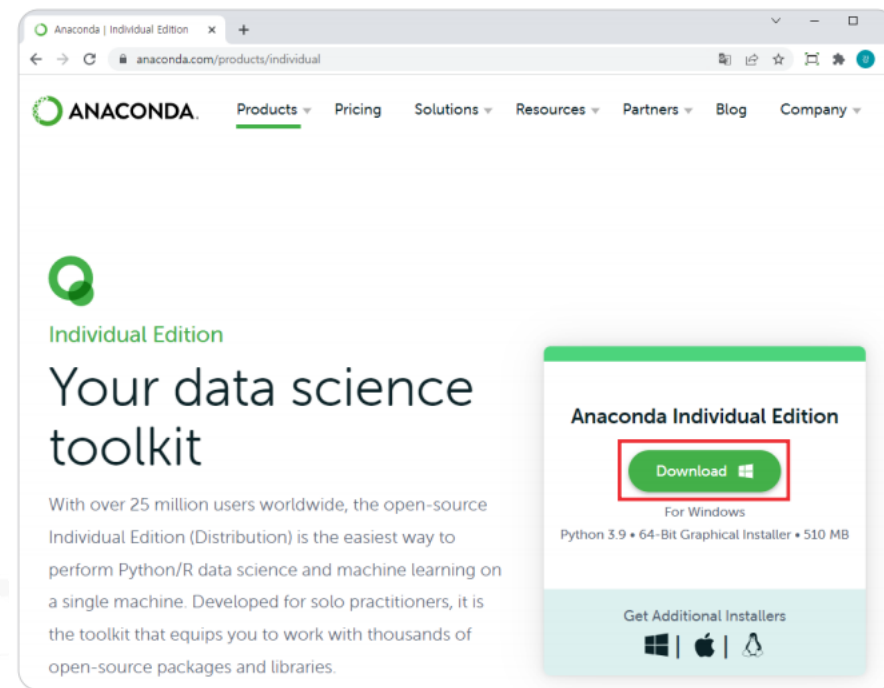 Anaconda | Individual Edition
anaconda.com/products/individual
ANACONDA.
Products Pricing Solutions Resources Partners Blog Company
Individual Edition
Your data science
toolkit
With over 25 million users worldwide, the open-source
Individual Edition (Distribution) is the easiest way to
perform Python/R data science and machine learning on
a single machine. Developed for solo practitioners, it is
the toolkit that equips you to work with thousands of
open-source packages and libraries.
Anaconda Individual Edition
Download
For Windows
Python 3.9 • 64-Bit Graphical Installer • 510 MB
Get Additional Installers